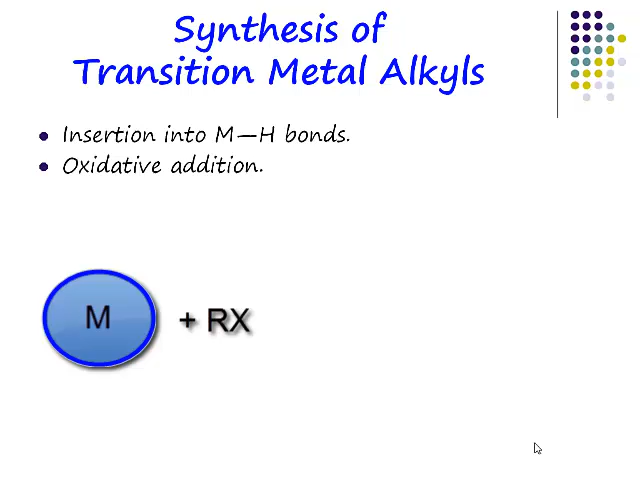 Synthesis of
Transition Metal Alkyls
Insertion into M—H bonds.
Oxidative addition.
M + RX